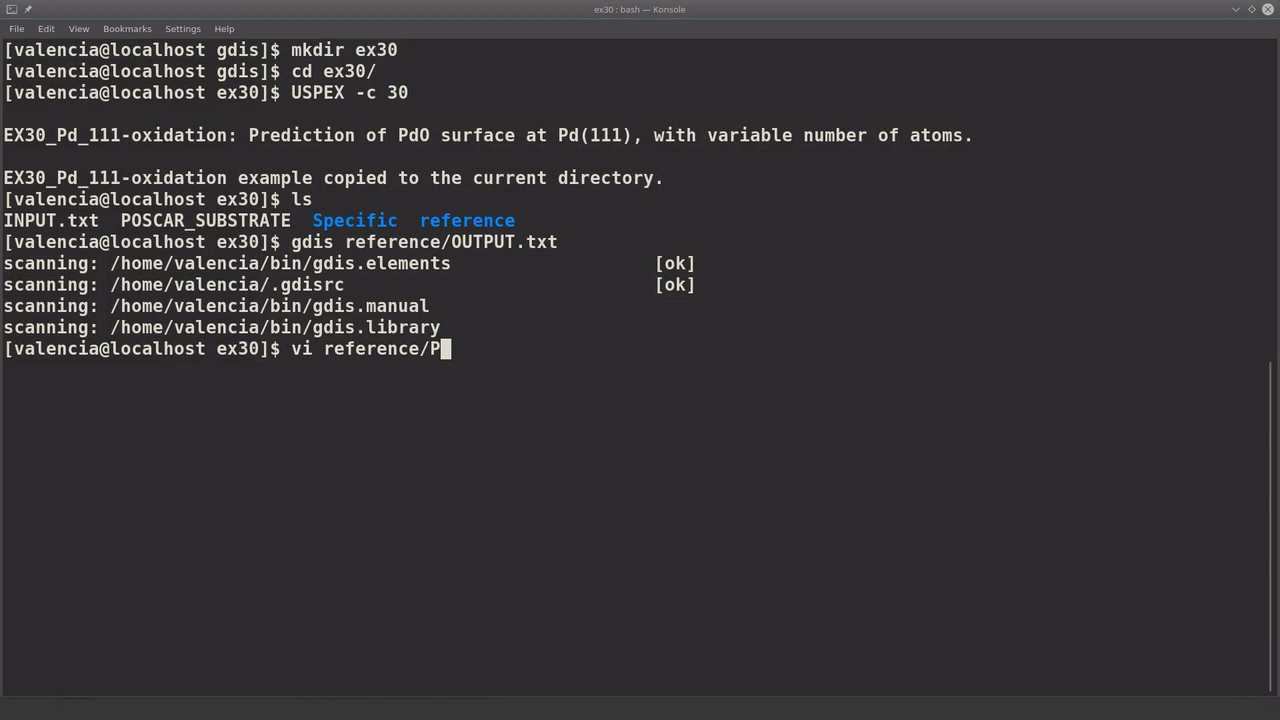 ex30 : bash — Konsole
File Edit View Bookmarks Settings Help
[valencia@localhost gdis]$ mkdir ex30
[valencia@localhost gdis]$ cd ex30/
[valencia@localhost ex30]$ USPEX -c 30
EX30_Pd_111-oxidation: Prediction of PdO surface at Pd(111), with variable number of atoms.
EX30_Pd_111-oxidation example copied to the current directory.
[valencia@localhost ex30]$ ls
INPUT.txt  POSCAR_SUBSTRATE  Specific  reference
[valencia@localhost ex30]$ gdis reference/OUTPUT.txt
scanning: /home/valencia/bin/gdis.elements [ok]
scanning: /home/valencia/.gdisrc [ok]
scanning: /home/valencia/bin/gdis.manual
scanning: /home/valencia/bin/gdis.library
[valencia@localhost ex30]$ vi reference/P